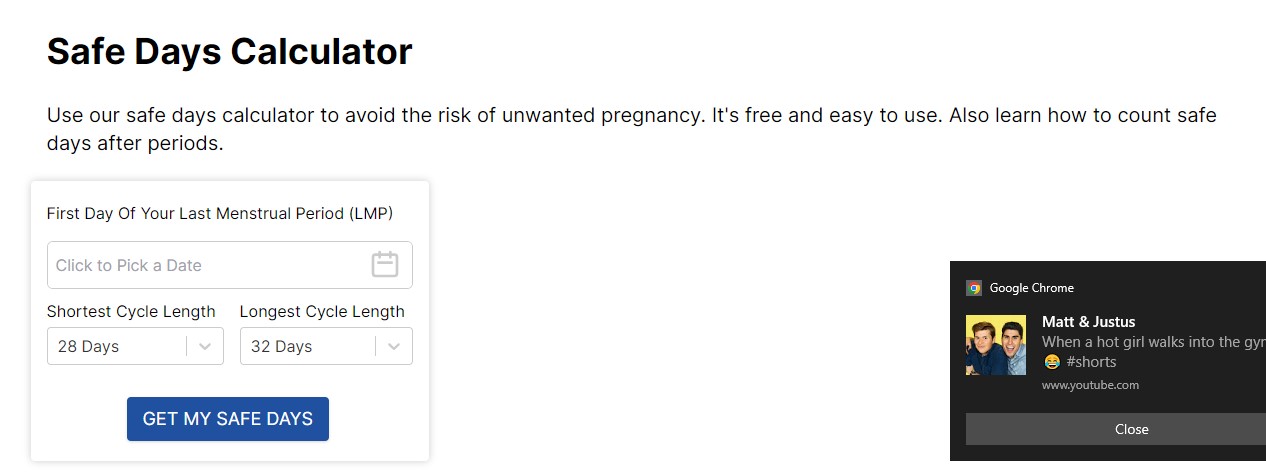 Safe Days Calculator
Use our safe days calculator to avoid the risk of unwanted pregnancy. It's free and easy to use. Also learn how to count safe
days after periods.
First Day Of Your Last Menstrual Period (LMP)
Click to Pick a Date
Shortest Cycle Length Longest Cycle Length
28 Days 32 Days
GET MY SAFE DAYS
Google Chrome
Matt & Justus
When a hot girl walks into the
😂 #shorts
www.youtube.com
Close